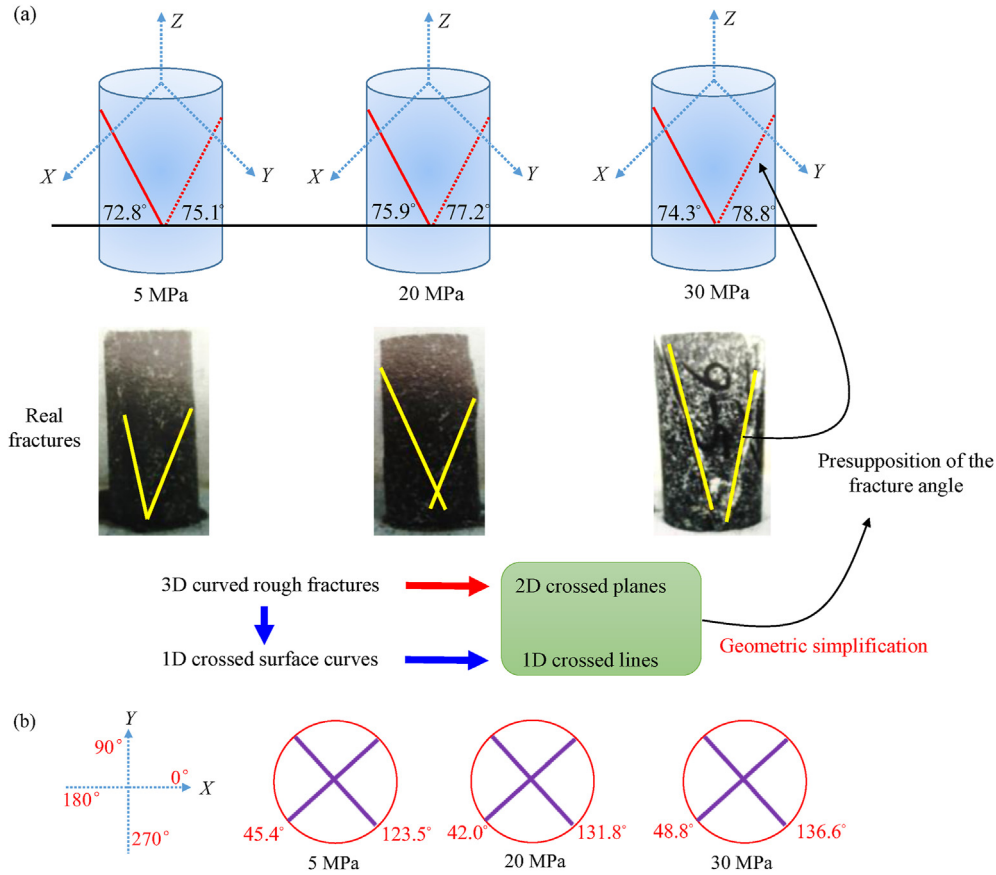 (a)
Z Z Z
X Y X Y X Y
72.8° 75.1° 75.9° 77.2° 74.3° 78.8°
5 MPa 20 MPa 30 MPa
Real
fractures
Presupposition of the
fracture angle
3D curved rough fractures 2D crossed planes
Geometric simplification
1D crossed surface curves 1D crossed lines
(b)
Y
90°
0°
X
180°
270°
45.4° 123.5° 42.0° 131.8° 48.8° 136.6°
5 MPa 20 MPa 30 MPa